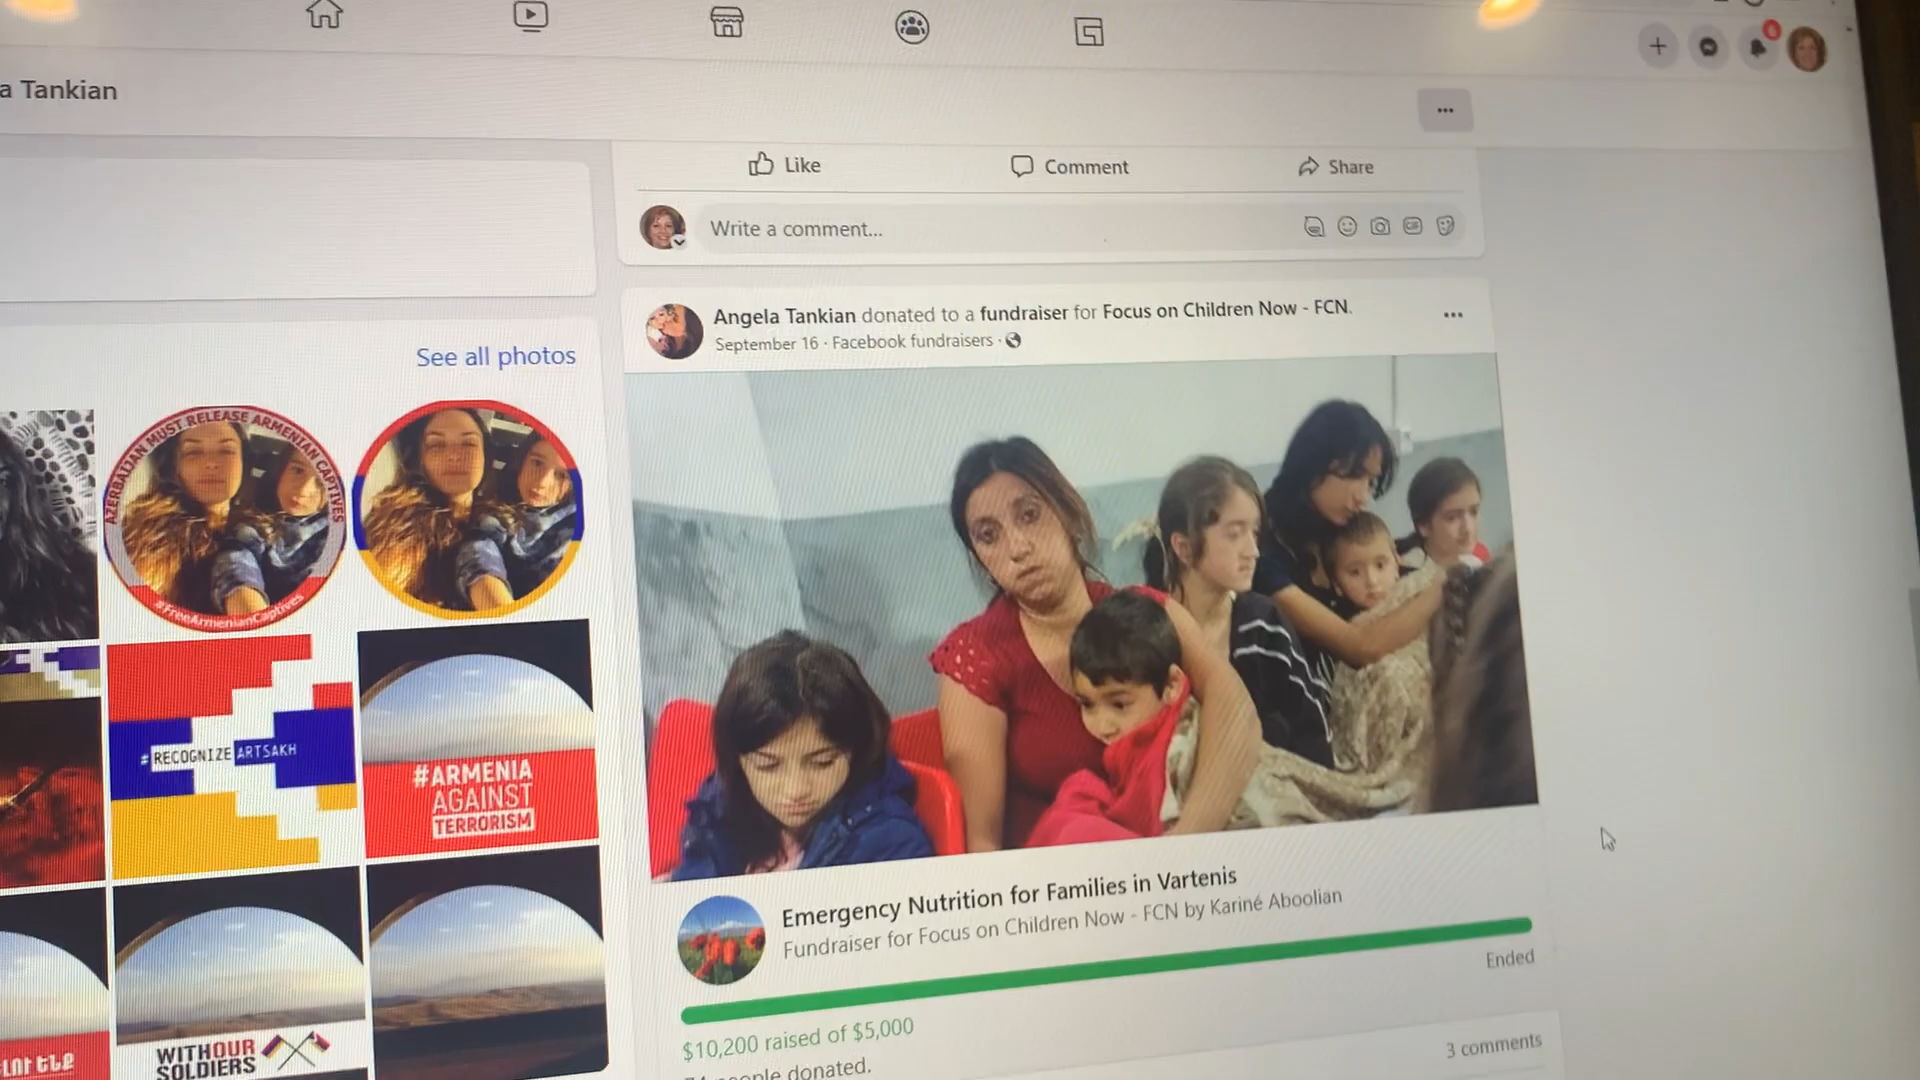 a Tankian
Like
Comment
Share
Write a comment...
Angela Tankian donated to a fundraiser for Focus on Children Now - FCN.
September 16 · Facebook fundraisers ·
See all photos
AZERBAIJAN MUST RELEASE ARMENIAN CAPTIVES
#FreeArmenianCaptives
#RECOGNIZE ARTSAKH
#ARMENIA
AGAINST
TERRORISM
WITHOUR
SOLDIERS
Emergency Nutrition for Families in Vartenis
Fundraiser for Focus on Children Now - FCN by Kariné Aboolian
Ended
$10,200 raised of $5,000
donated.
3 comments